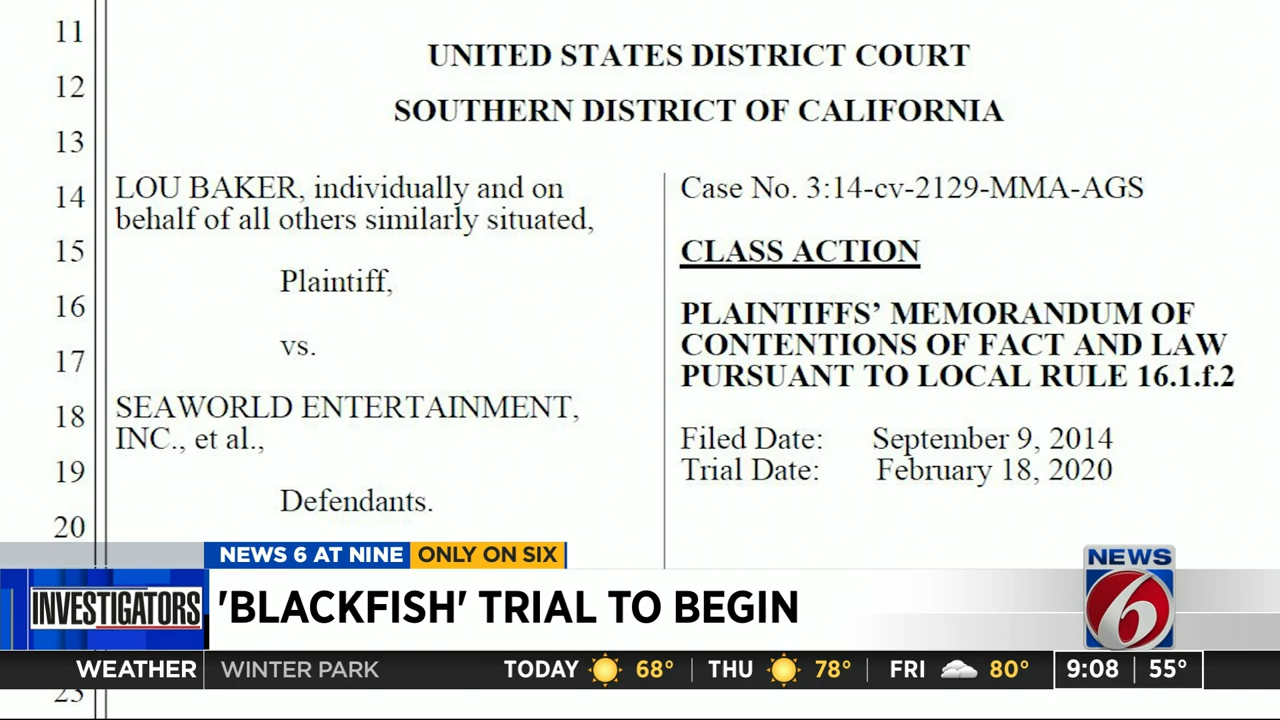 11
UNITED STATES DISTRICT COURT
12
SOUTHERN DISTRICT OF CALIFORNIA
13
14
LOU BAKER, individually and on
behalf of all others similarly situated,
15
Plaintiff,
16
vs.
17
18
SEAWORLD ENTERTAINMENT,
INC., et al.,
19
Defendants.
20
Case No. 3:14-cv-2129-MMA-AGS
CLASS ACTION
PLAINTIFFS’ MEMORANDUM OF
CONTENTIONS OF FACT AND LAW
PURSUANT TO LOCAL RULE 16.1.f.2
Filed Date: September 9, 2014
Trial Date: February 18, 2020
NEWS 6 AT NINE ONLY ON SIX
INVESTIGATORS
'BLACKFISH' TRIAL TO BEGIN
NEWS
6
WEATHER WINTER PARK TODAY 68° THU 78° FRI 80° 9:08 55°
23